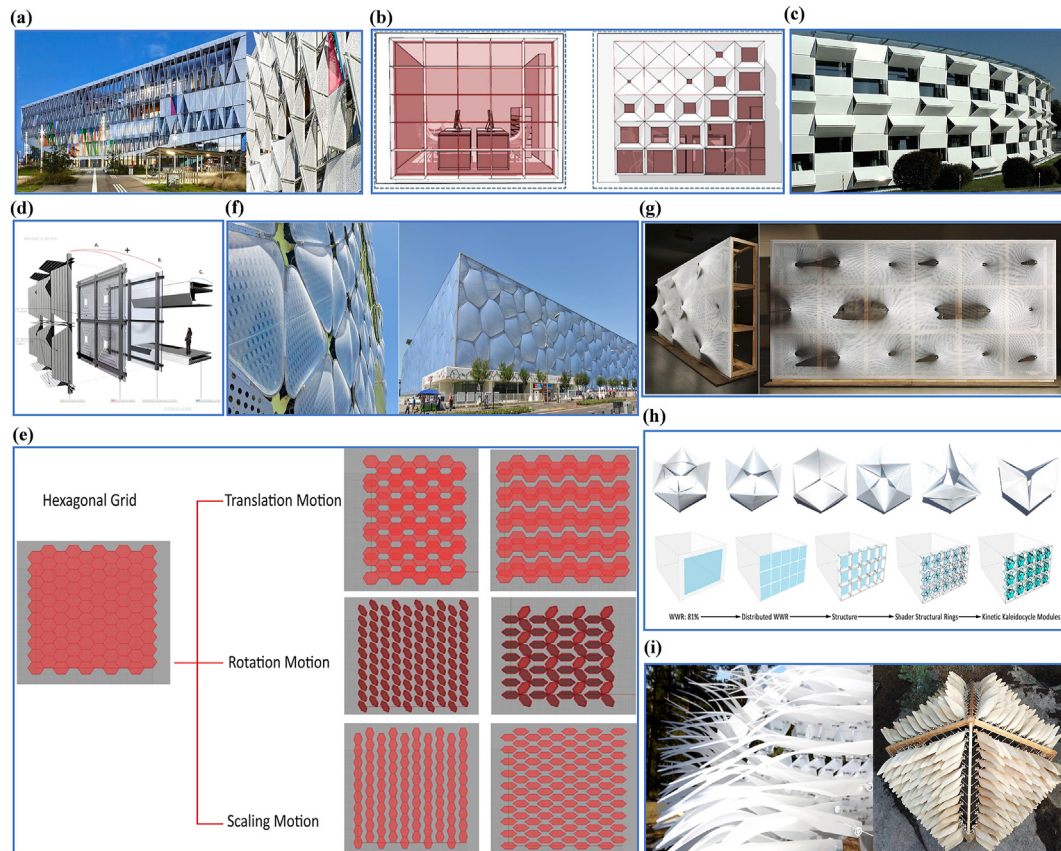 (a)
(b)
(c)
(d)
A.
+
B.
C.
(f)
(g)
(e)
Hexagonal Grid
Translation Motion
Rotation Motion
Scaling Motion
(h)
WWR: 81%
Distributed WWR
Structure
Shader Structural Rings
Kinetic Kaleidocycle Modules
(i)